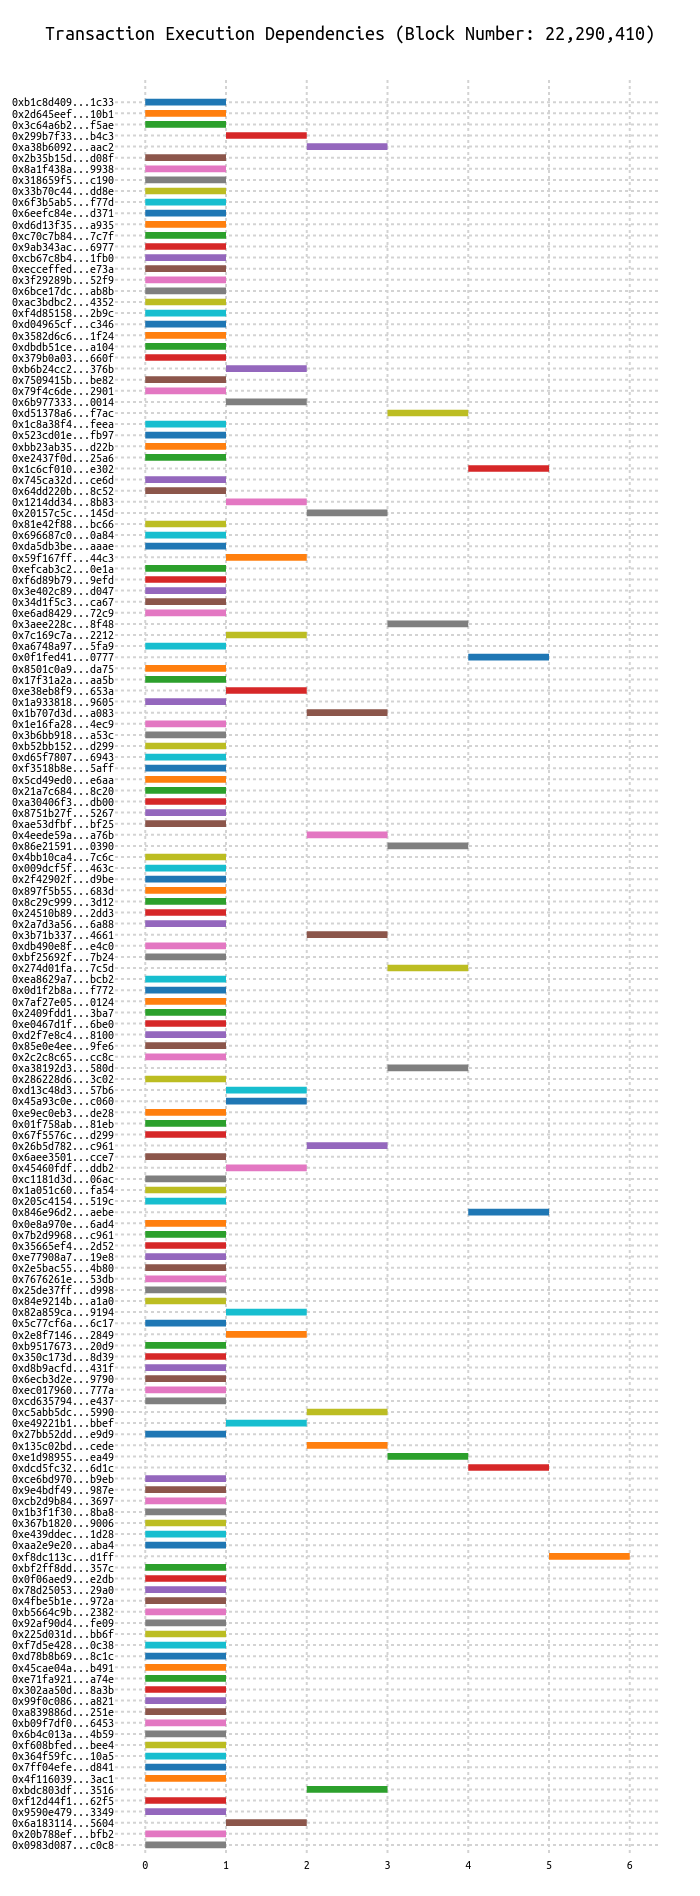 Transaction Execution Dependencies (Block Number: 22,290,410)
0xb1c8d409...1c33
0x2d645eef...10b1
0x3c64a6b2...f5ae
0x299b7f33...b4c3
0xa38b6092...aac2
0x2b35b15d...d08f
0x8a1f438a...9938
0x318659f5...c190
0x33b70c44...dd8e
0x6f3b5ab5...f77d
0x6eefc84e...d371
0xd6d13f35...a935
0xc70c7b84...7c7f
0x9ab343ac...6977
0xcb67c8b4...1fb0
0xecceffed...e73a
0x3f29289b...52f9
0x6bce17dc...ab8b
0xac3bdbc2...4352
0xf4d85158...2b9c
0xd04965cf...c346
0x3582d6c6...1f24
0xdbdb51ce...a104
0x379b0a03...660f
0xb6b24cc2...376b
0x7509415b...be82
0x79f4c6de...2901
0x6b977333...0014
0xd51378a6...f7ac
0x1c8a38f4...feea
0x523cd01e...fb97
0xbb23ab35...d22b
0xe2437f0d...25a6
0x1c6cf010...e302
0x745ca32d...ce6d
0x64dd220b...8c52
0x1214dd34...8b83
0x20157c5c...145d
0x81e42f88...bc66
0x696687c0...0a84
0xda5db3be...aaae
0x59f167ff...44c3
0xefcab3c2...0e1a
0xf6d89b79...9efd
0x3e402c89...d047
0x34d1f5c3...ca67
0xe6ad8429...72c9
0x3aee228c...8f48
0x7c169c7a...2212
0xa6748a97...5fa9
0x0f1fed41...0777
0x8501c0a9...da75
0x17f31a2a...aa5b
0xe38eb8f9...653a
0x1a933818...9605
0x1b707d3d...a083
0x1e16fa28...4ec9
0x3b6bb918...a53c
0xb52bb152...d299
0xd65f7807...6943
0xf3518b8e...5aff
0x5cd49ed0...e6aa
0x21a7c684...8c20
0xa30406f3...db00
0x8751b27f...5267
0xae53dfbf...bf25
0x4eede59a...a76b
0x86e21591...0390
0x4bb10ca4...7c6c
0x009dcf5f...463c
0x2f42902f...d9be
0x897f5b55...683d
0x8c29c999...3d12
0x24510b89...2dd3
0x2a7d3a56...6a88
0x3b71b337...4661
0xdb490e8f...e4c0
0xbf25692f...7b24
0x274d01fa...7c5d
0xea8629a7...bcb2
0x0d1f2b8a...f772
0x7af27e05...0124
0x2409fdd1...3ba7
0xe0467d1f...6be0
0xd2f7e8c4...8100
0x85e0e4ee...9fe6
0x2c2c8c65...cc8c
0xa38192d3...580d
0x286228d6...3c02
0xd13c48d3...57b6
0x45a93c0e...c060
0xe9ec0eb3...de28
0x01f758ab...81eb
0x67f5576c...d299
0x26b5d782...c961
0x6aee3501...cce7
0x45460fdf...ddb2
0xc1181d3d...06ac
0x1a051c60...fa54
0x205c4154...519c
0x846e96d2...aebe
0x0e8a970e...6ad4
0x7b2d9968...c961
0x35665ef4...2d52
0xe77908a7...19e8
0x2e5bac55...4b80
0x7676261e...53db
0x25de37ff...d998
0x84e9214b...a1a0
0x82a859ca...9194
0x5c77cf6a...6c17
0x2e8f7146...2849
0xb9517673...20d9
0x350c173d...8d39
0xd8b9acfd...431f
0x6ecb3d2e...9790
0xec017960...777a
0xcd635794...e437
0xc5abb5dc...5990
0xe49221b1...bbef
0x27bb52dd...e9d9
0x135c02bd...cede
0xe1d98955...ea49
0xdcd5fc32...6d1c
0xce6bd970...b9eb
0x9e4bdf49...987e
0xcb2d9b84...3697
0x1b3f1f30...8ba8
0x367b1820...9006
0xe439ddec...1d28
0xaa2e9e20...aba4
0xf8dc113c...d1ff
0xbf2ff8dd...357c
0x0f06aed9...e2db
0x78d25053...29a0
0x4fbe5b1e...972a
0xb5664c9b...2382
0x92af90d4...fe09
0x225d031d...bb6f
0xf7d5e428...0c38
0xd78b8b69...8c1c
0x45cae04a...b491
0xe71fa921...a74e
0x302aa50d...8a3b
0x99f0c086...a821
0xa839886d...251e
0xb09f7df0...6453
0x6b4c013a...4b59
0xf608bfed...bee4
0x364f59fc...10a5
0x7ff04efe...d841
0x4f116039...3ac1
0xbdc803df...3516
0xf12d44f1...62f5
0x9590e479...3349
0x6a183114...5604
0x20b788ef...bfb2
0x0983d087...c0c8
0 1 2 3 4 5 6